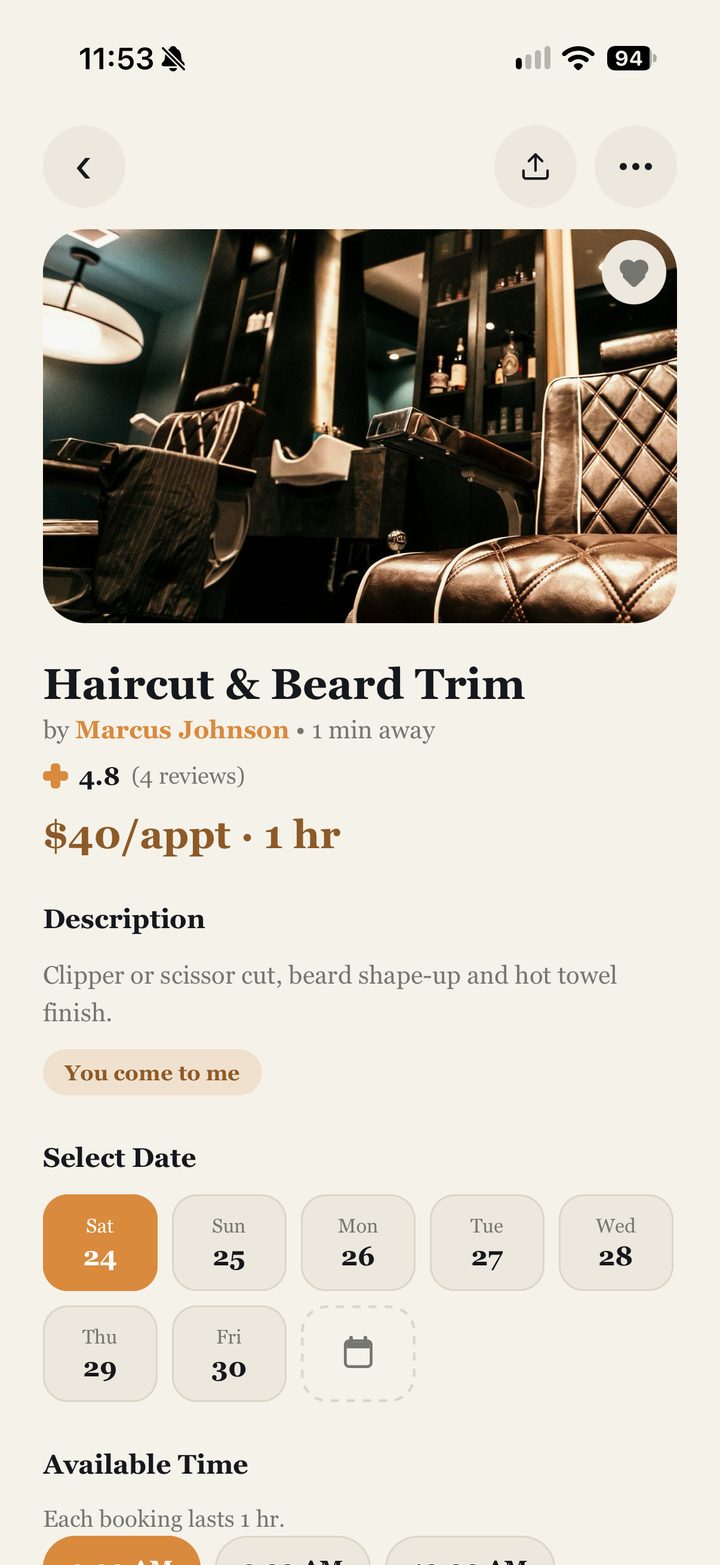 11:53
94
Haircut & Beard Trim
by Marcus Johnson • 1 min away
4.8 (4 reviews)
$40/appt · 1 hr
Description
Clipper or scissor cut, beard shape-up and hot towel
finish.
You come to me
Select Date
Sat Sun Mon Tue Wed
24 25 26 27 28
Thu Fri
29 30
Available Time
Each booking lasts 1 hr.
AM AM AM